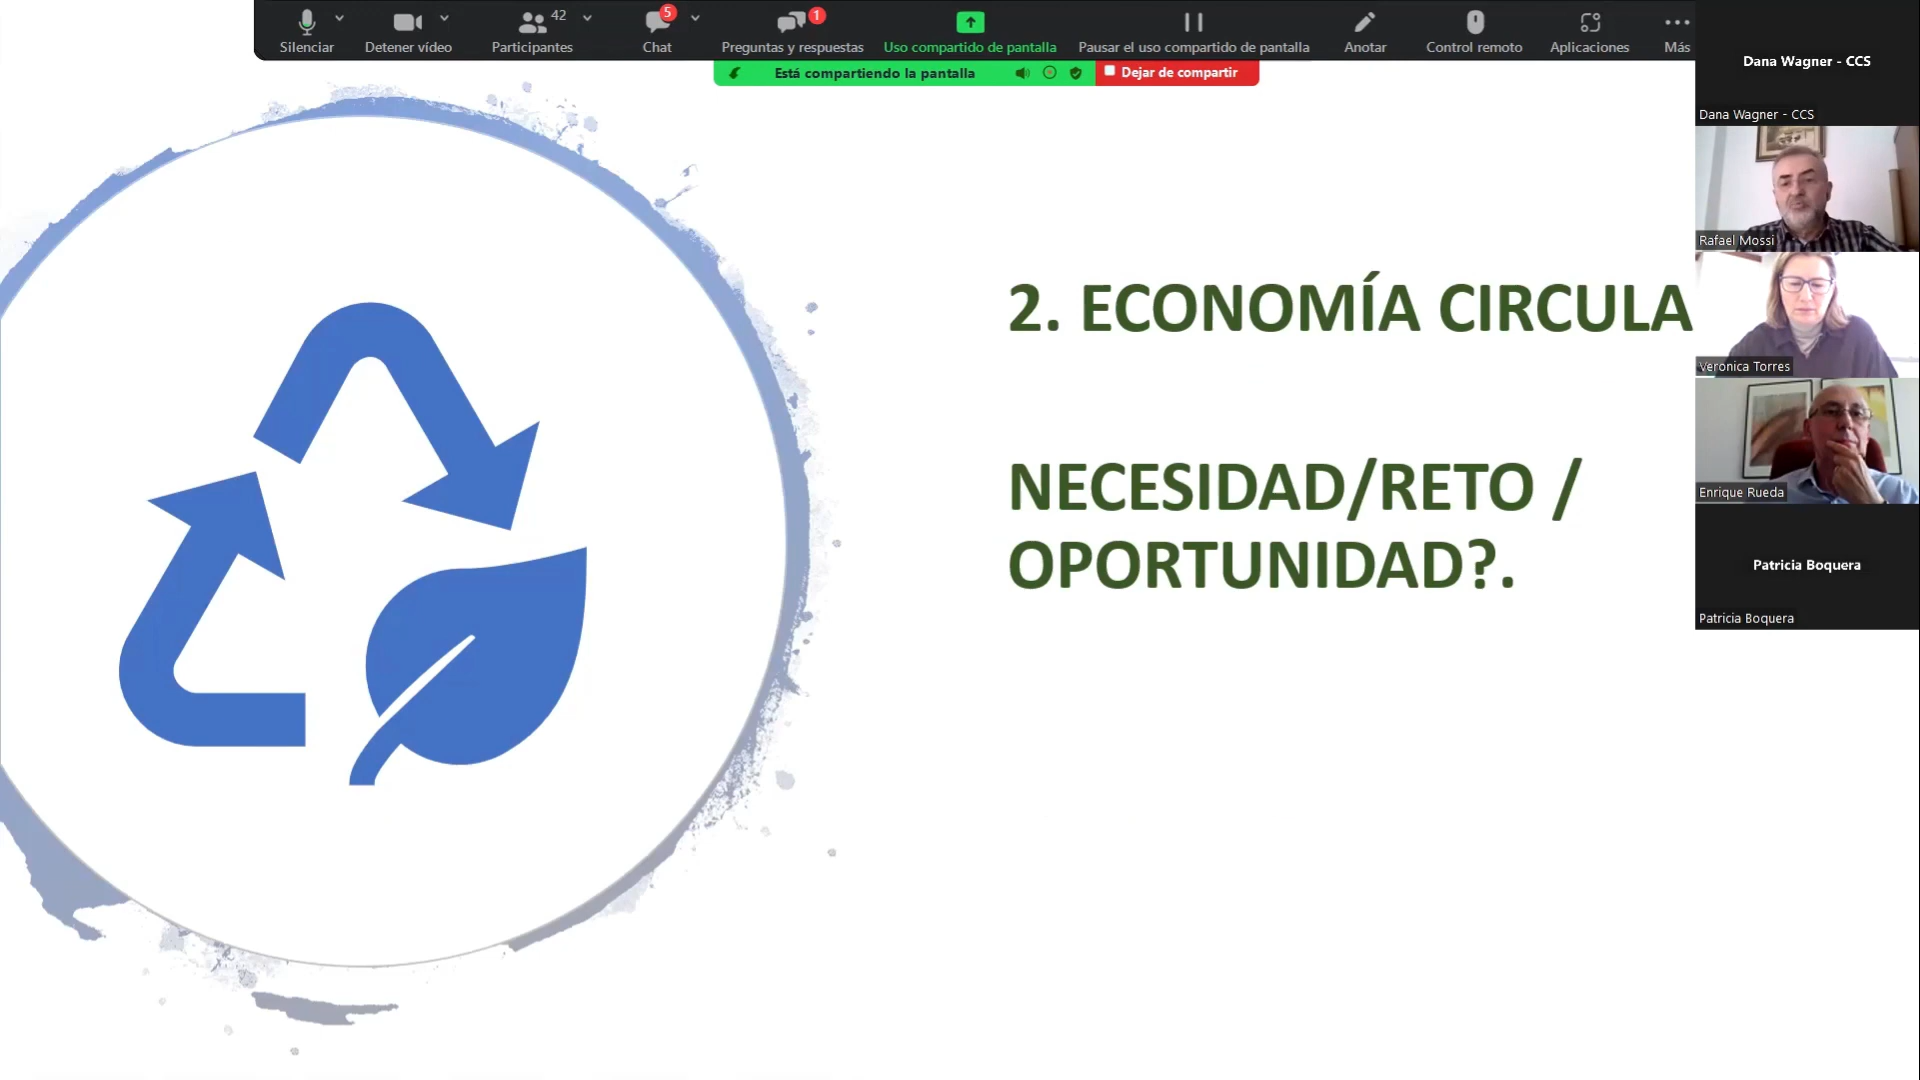 Silenciar
Detener vídeo
42
Participantes
5
Chat
1
Preguntas y respuestas
Uso compartido de pantalla
Pausar el uso compartido de pantalla
Anotar
Control remoto
Aplicaciones
Más
Está compartiendo la pantalla
Dejar de compartir
Dana Wagner - CCS
Dana Wagner - CCS
Rafael Mossi
Veronica Torres
Enrique Rueda
Patricia Boquera
Patricia Boquera
2. ECONOMÍA CIRCULA
NECESIDAD/RETO /
OPORTUNIDAD?.